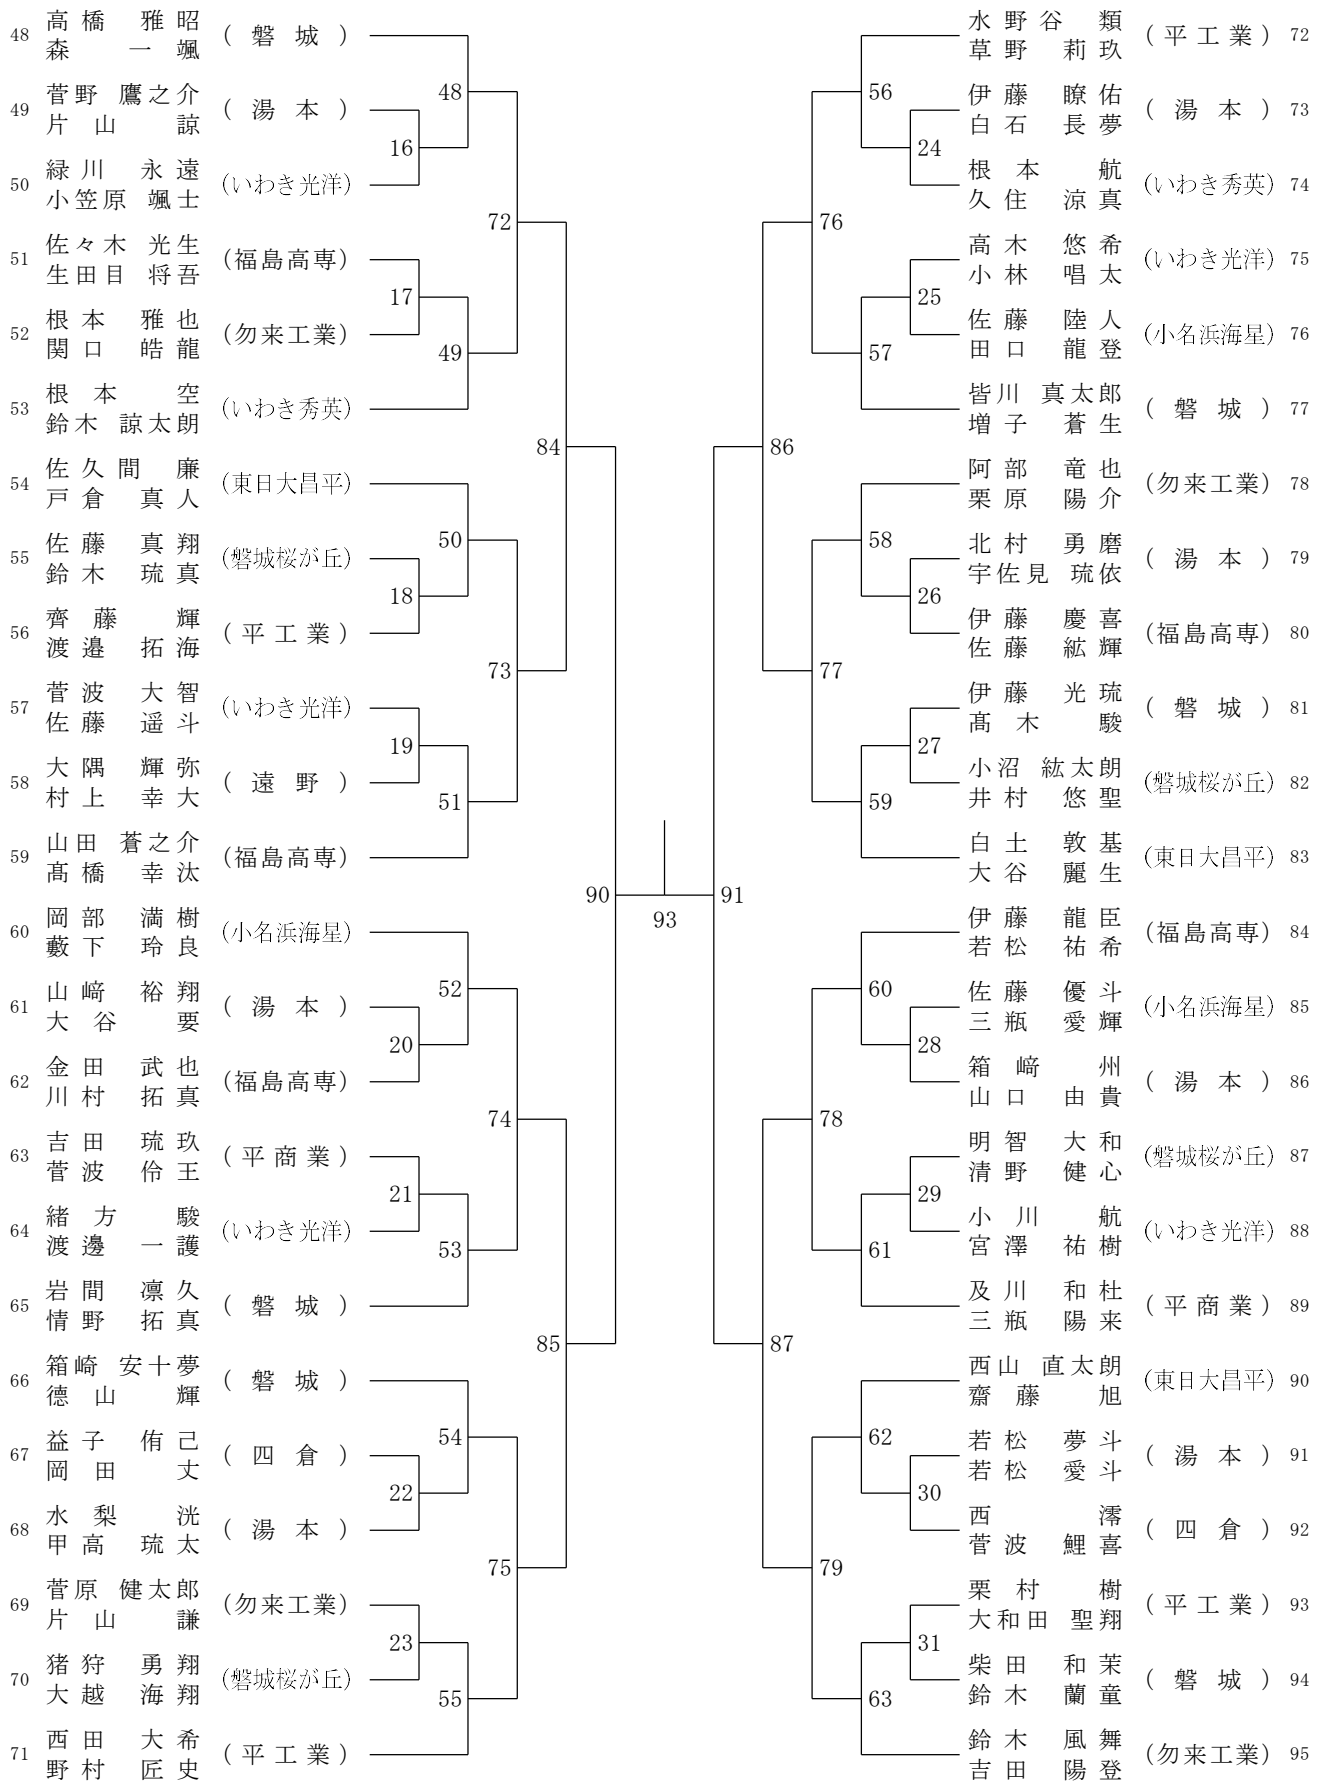 48 高橋 雅昭 (磐城)
森 一颯
49 菅野 鷹之介 (湯本)
片山 諒
50 緑川 永遠 (いわき光洋)
小笠原 颯士
51 佐々木 光生 (福島高専)
生田目 将吾
52 根本 雅也 (勿来工業)
関口 皓龍
53 根本 空 (いわき秀英)
鈴木 諒太朗
54 佐久間 廉 (東日大昌平)
戸倉 真人
55 佐藤 真翔 (磐城桜が丘)
鈴木 琉真
56 齊藤 輝 (平工業)
渡邉 拓海
57 菅波 大智 (いわき光洋)
佐藤 遥斗
58 大隅 輝弥 (遠野)
村上 幸大
59 山田 蒼之介 (福島高専)
髙橋 幸汰
60 岡部 満樹 (小名浜海星)
藪下 玲良
61 山﨑 裕翔 (湯本)
大谷 要
62 金田 武也 (福島高専)
川村 拓真
63 吉田 琉玖 (平商業)
菅波 伶王
64 緒方 駿 (いわき光洋)
渡邊 一護
65 岩間 凛久 (磐城)
情野 拓真
66 箱崎 安十夢 (磐城)
德山 輝
67 益子 侑己 (四倉)
岡田 丈
68 水梨 洸 (湯本)
甲高 琉太
69 菅原 健太郎 (勿来工業)
片山 謙
70 猪狩 勇翔 (磐城桜が丘)
大越 海翔
71 西田 大希 (平工業)
野村 匠史
48
16
72
17
49
84
50
18
73
19
51
90
52
20
74
21
53
85
54
22
75
23
55
93
91
56
24
76
25
57
86
58
26
77
27
59
60
28
78
29
61
87
62
30
79
31
63
水野谷 類 (平工業) 72
草野 莉玖
伊藤 瞭佑 (湯本) 73
白石 長夢
根本 航 (いわき秀英) 74
久住 涼真
高木 悠希 (いわき光洋) 75
小林 唱太
佐藤 陸人 (小名浜海星) 76
田口 龍登
皆川 真太郎 (磐城) 77
増子 蒼生
阿部 竜也 (勿来工業) 78
栗原 陽介
北村 勇磨 (湯本) 79
宇佐見 琉依
伊藤 慶喜 (福島高専) 80
佐藤 紘輝
伊藤 光琉 (磐城) 81
髙木 駿
小沼 紘太朗 (磐城桜が丘) 82
井村 悠聖
白土 敦基 (東日大昌平) 83
大谷 麗生
伊藤 龍臣 (福島高専) 84
若松 祐希
佐藤 優斗 (小名浜海星) 85
三瓶 愛輝
箱﨑 州 (湯本) 86
山口 由貴
明智 大和 (磐城桜が丘) 87
清野 健心
小川 航 (いわき光洋) 88
宮澤 祐樹
及川 和杜 (平商業) 89
三瓶 陽来
西山 直太朗 (東日大昌平) 90
齋藤 旭
若松 夢斗 (湯本) 91
若松 愛斗
西 澪 (四倉) 92
菅波 鯉喜
栗村 樹 (平工業) 93
大和田 聖翔
柴田 和茉 (磐城) 94
鈴木 蘭童
鈴木 風舞 (勿来工業) 95
吉田 陽登